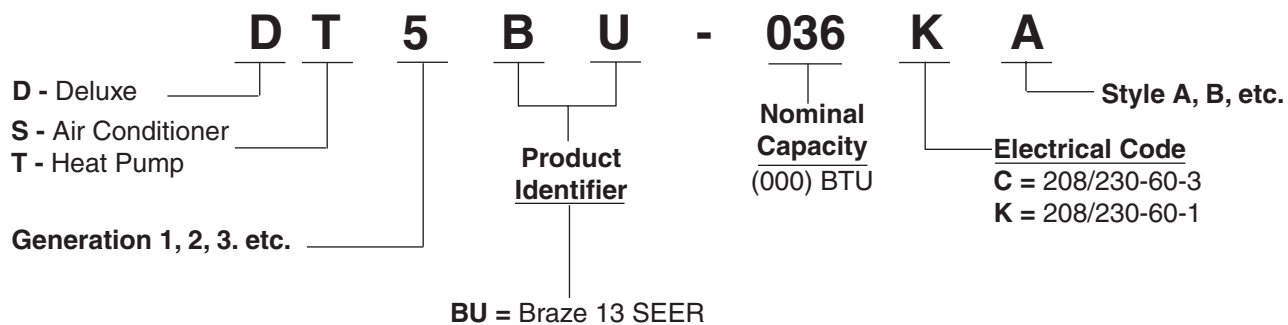 D T 5 B U - 036 K A
D - Deluxe
S - Air Conditioner
T - Heat Pump
Generation 1, 2, 3. etc.
Product
Identifier
BU = Braze 13 SEER
Nominal
Capacity
(000) BTU
Style A, B, etc.
Electrical Code
C = 208/230-60-3
K = 208/230-60-1